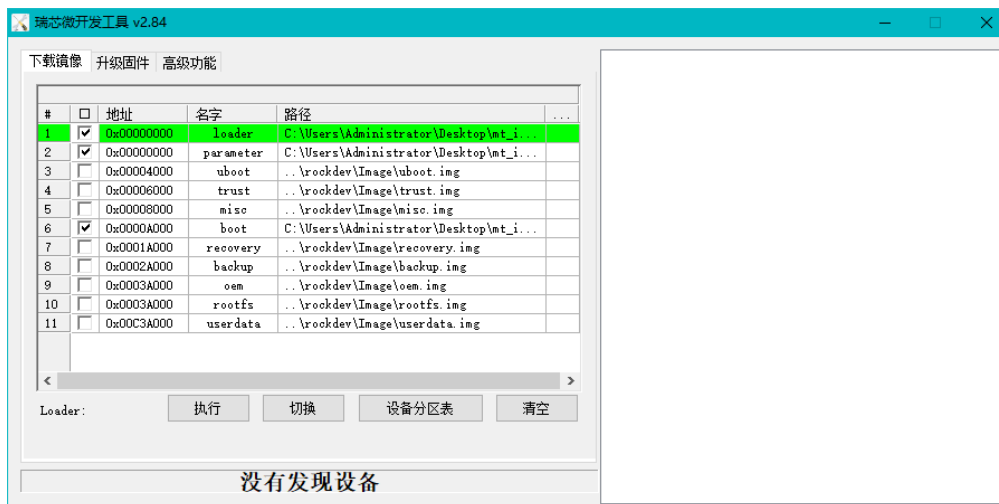 瑞芯微开发工具 v2.84
下载镜像 升级固件 高级功能
# 地址 名字 路径 ...
1 0x00000000 loader C:\Users\Administrator\Desktop\mt_i...
2 0x00000000 parameter C:\Users\Administrator\Desktop\mt_i...
3 0x00004000 uboot ..\rockdev\Image\uboot.img
4 0x00006000 trust ..\rockdev\Image\trust.img
5 0x00008000 misc ..\rockdev\Image\misc.img
6 0x0000A000 boot C:\Users\Administrator\Desktop\mt_i...
7 0x0001A000 recovery ..\rockdev\Image\recovery.img
8 0x0002A000 backup ..\rockdev\Image\backup.img
9 0x0003A000 oem ..\rockdev\Image\oem.img
10 0x0003A000 rootfs ..\rockdev\Image\rootfs.img
11 0x00C3A000 userdata ..\rockdev\Image\userdata.img
Loader: 执行 切换 设备分区表 清空
没有发现设备